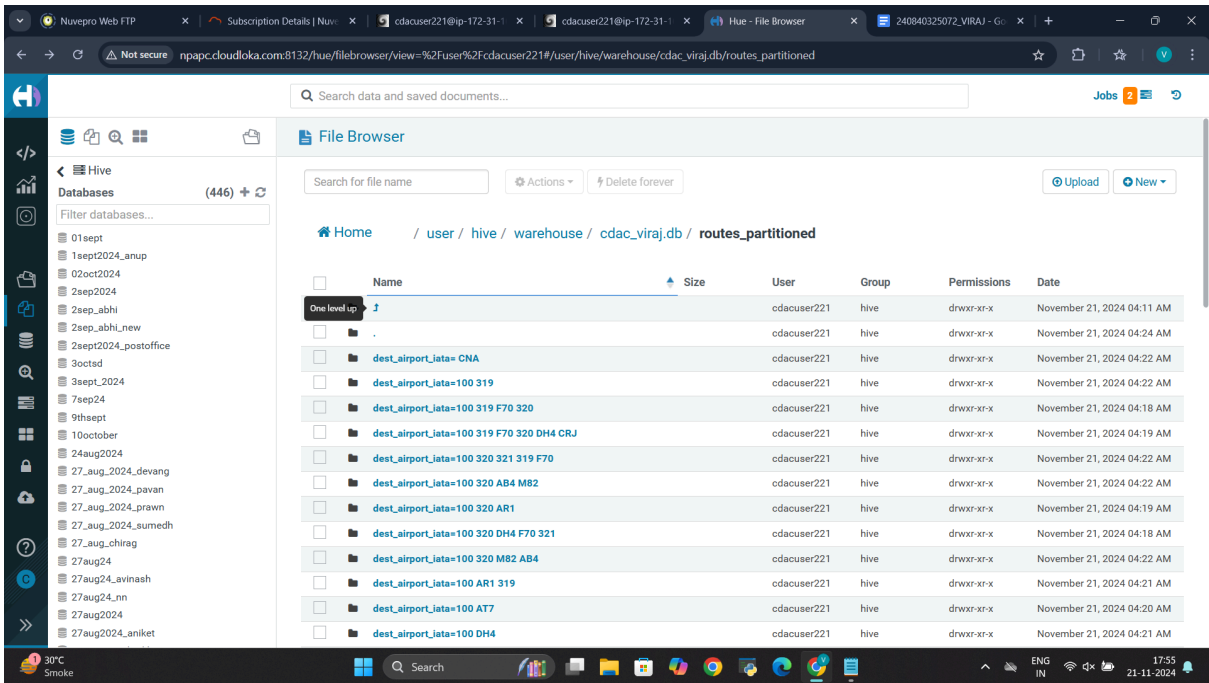 Nuvepro Web FTP
Subscription Details | Nuve
cdacuser221@ip-172-31-1
cdacuser221@ip-172-31-1
Hue - File Browser
240840325072_VIRAJ - Go
Not secure npapc.cloudloka.com:8132/hue/filebrowser/view=%2Fuser%2Fcdacuser221#/user/hive/warehouse/cdac_viraj.db/routes_partitioned
V
Search data and saved documents...
Jobs 2
File Browser
Hive
Databases (446)
Filter databases...
01sept
1sept2024_anup
02oct2024
2sep2024
2sep_abhi
2sep_abhi_new
2sept2024_postoffice
3octsd
3sept_2024
7sep24
9thsept
10october
24aug2024
27_aug_2024_devang
27_aug_2024_pavan
27_aug_2024_prawn
27_aug_2024_sumedh
27_aug_chirag
27aug24
27aug24_avinash
27aug24_nn
27aug2024
27aug2024_aniket
C
Search for file name
Actions
Delete forever
Upload
New
Home / user / hive / warehouse / cdac_viraj.db / routes_partitioned
Name Size User Group Permissions Date
One level up cdacuser221 hive drwxr-xr-x November 21, 2024 04:11 AM
. cdacuser221 hive drwxr-xr-x November 21, 2024 04:24 AM
dest_airport_iata= CNA cdacuser221 hive drwxr-xr-x November 21, 2024 04:22 AM
dest_airport_iata=100 319 cdacuser221 hive drwxr-xr-x November 21, 2024 04:22 AM
dest_airport_iata=100 319 F70 320 cdacuser221 hive drwxr-xr-x November 21, 2024 04:18 AM
dest_airport_iata=100 319 F70 320 DH4 CRJ cdacuser221 hive drwxr-xr-x November 21, 2024 04:19 AM
dest_airport_iata=100 320 321 319 F70 cdacuser221 hive drwxr-xr-x November 21, 2024 04:22 AM
dest_airport_iata=100 320 AB4 M82 cdacuser221 hive drwxr-xr-x November 21, 2024 04:22 AM
dest_airport_iata=100 320 AR1 cdacuser221 hive drwxr-xr-x November 21, 2024 04:19 AM
dest_airport_iata=100 320 DH4 F70 321 cdacuser221 hive drwxr-xr-x November 21, 2024 04:18 AM
dest_airport_iata=100 320 M82 AB4 cdacuser221 hive drwxr-xr-x November 21, 2024 04:22 AM
dest_airport_iata=100 AR1 319 cdacuser221 hive drwxr-xr-x November 21, 2024 04:21 AM
dest_airport_iata=100 AT7 cdacuser221 hive drwxr-xr-x November 21, 2024 04:20 AM
dest_airport_iata=100 DH4 cdacuser221 hive drwxr-xr-x November 21, 2024 04:21 AM
1
30°C
Smoke
Search
ENG
IN
17:55
21-11-2024